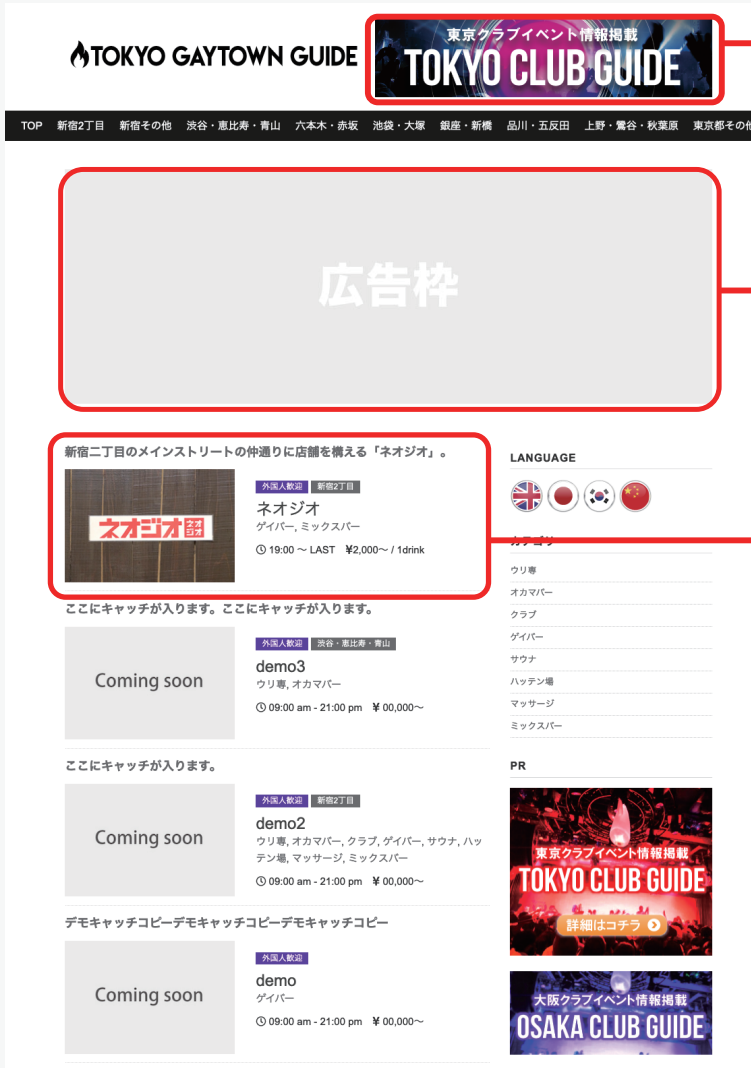 TOKYO GAYTOWN GUIDE
東京クラブイベント情報掲載
TOKYO CLUB GUIDE
TOP 新宿2丁目 新宿その他 渋谷・恵比寿・青山 六本木・赤坂 池袋・大塚 銀座・新橋 品川・五反田 上野・鶯谷・秋葉原 東京都その他
広告枠
新宿二丁目のメインストリートの仲通りに店舗を構える「ネオジオ」。
ネオジオ ネオジオ
外国人歓迎 新宿2丁目
ネオジオ
ゲイバー, ミックスバー
19:00 〜 LAST ¥2,000〜 / 1drink
ここにキャッチが入ります。ここにキャッチが入ります。
Coming soon
外国人歓迎 渋谷・恵比寿・青山
demo3
ウリ専, オカマバー
09:00 am - 21:00 pm ¥ 00,000〜
ここにキャッチが入ります。
Coming soon
外国人歓迎 新宿2丁目
demo2
ウリ専, オカマバー, クラブ, ゲイバー, サウナ, ハッ
テン場, マッサージ, ミックスバー
09:00 am - 21:00 pm ¥ 00,000〜
デモキャッチコピーデモキャッチコピーデモキャッチコピー
Coming soon
外国人歓迎
demo
ゲイバー
09:00 am - 21:00 pm ¥ 00,000〜
LANGUAGE
カテゴリ
ウリ専
オカマバー
クラブ
ゲイバー
サウナ
ハッテン場
マッサージ
ミックスバー
PR
東京クラブイベント情報掲載
TOKYO CLUB GUIDE
詳細はコチラ
大阪クラブイベント情報掲載
OSAKA CLUB GUIDE